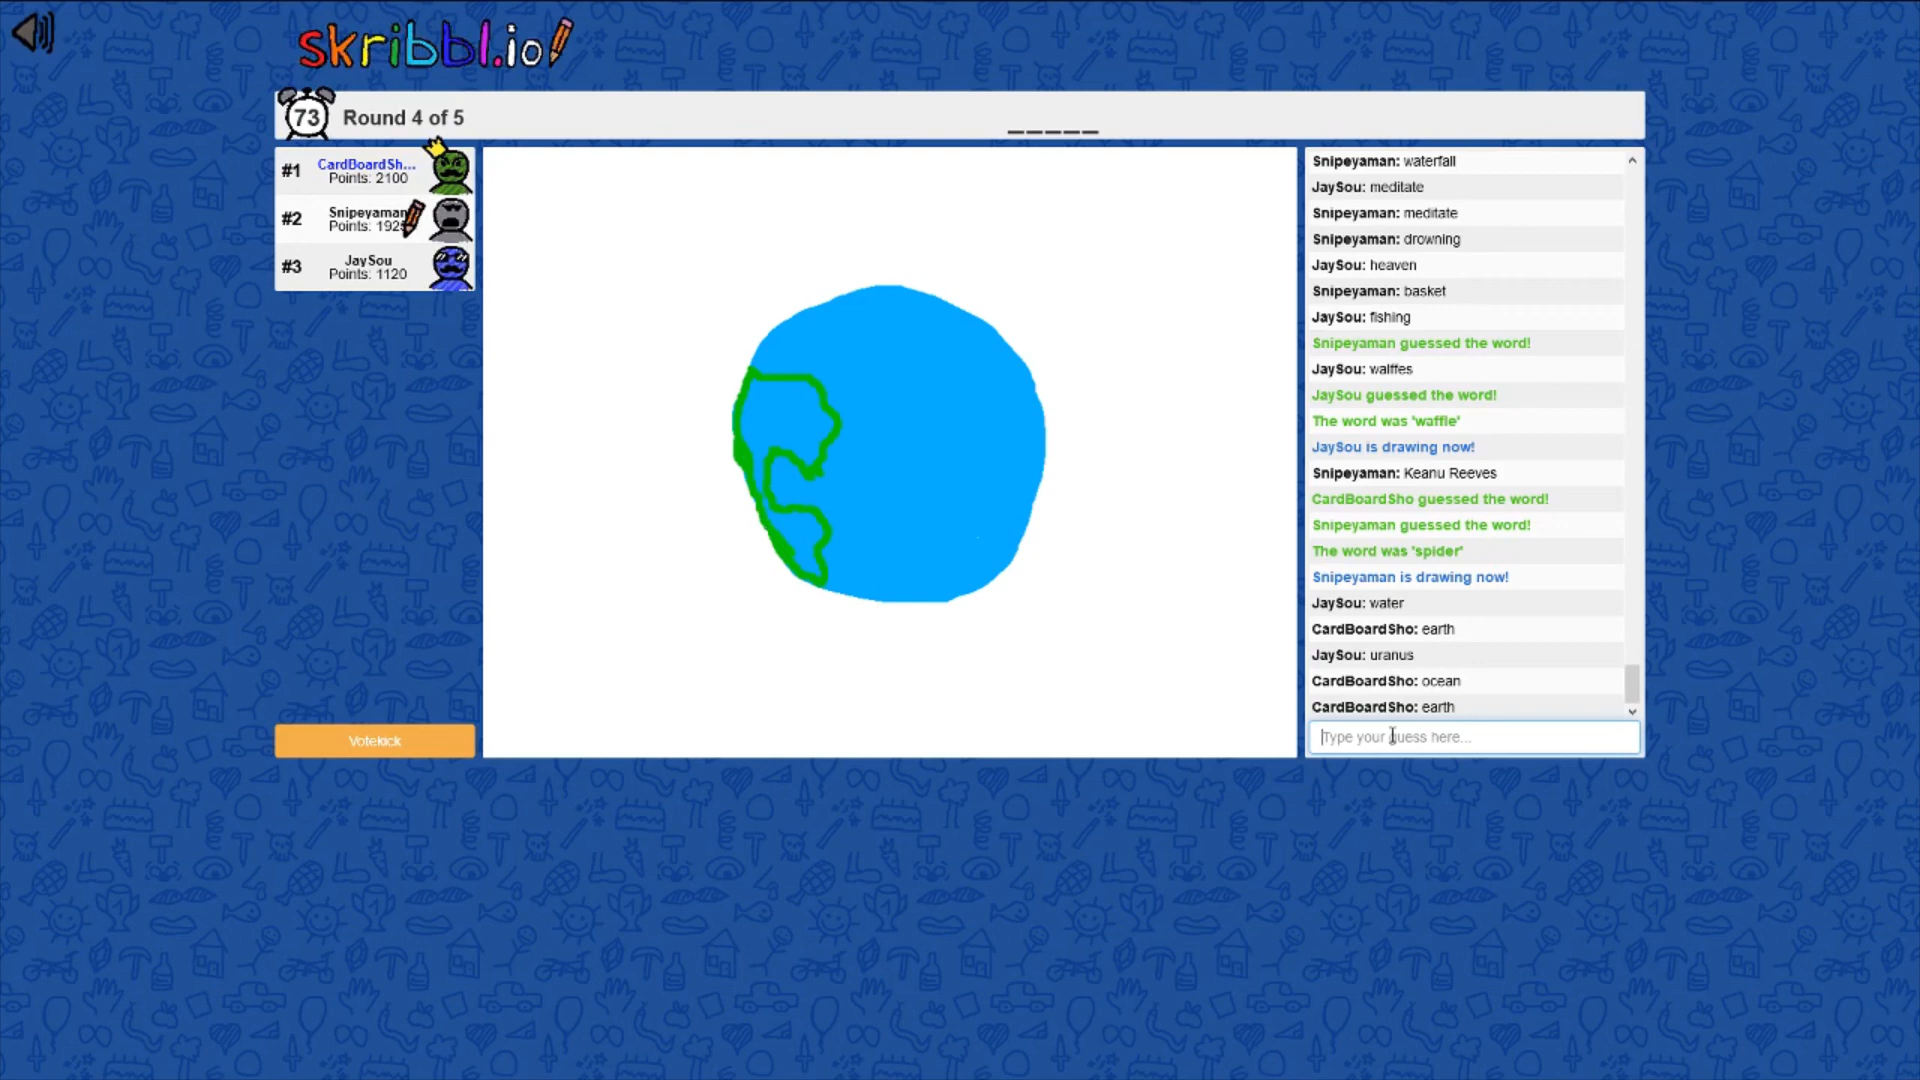 skribbl.io
73 Round 4 of 5
_____
#1 CardBoardSh...
Points: 2100
#2 Snipeyaman
Points: 1925
#3 JaySou
Points: 1120
Votekick
Snipeyaman: waterfall
JaySou: meditate
Snipeyaman: meditate
Snipeyaman: drowning
JaySou: heaven
Snipeyaman: basket
JaySou: fishing
Snipeyaman guessed the word!
JaySou: walffes
JaySou guessed the word!
The word was 'waffle'
JaySou is drawing now!
Snipeyaman: Keanu Reeves
CardBoardSho guessed the word!
Snipeyaman guessed the word!
The word was 'spider'
Snipeyaman is drawing now!
JaySou: water
CardBoardSho: earth
JaySou: uranus
CardBoardSho: ocean
CardBoardSho: earth
Type your guess here...